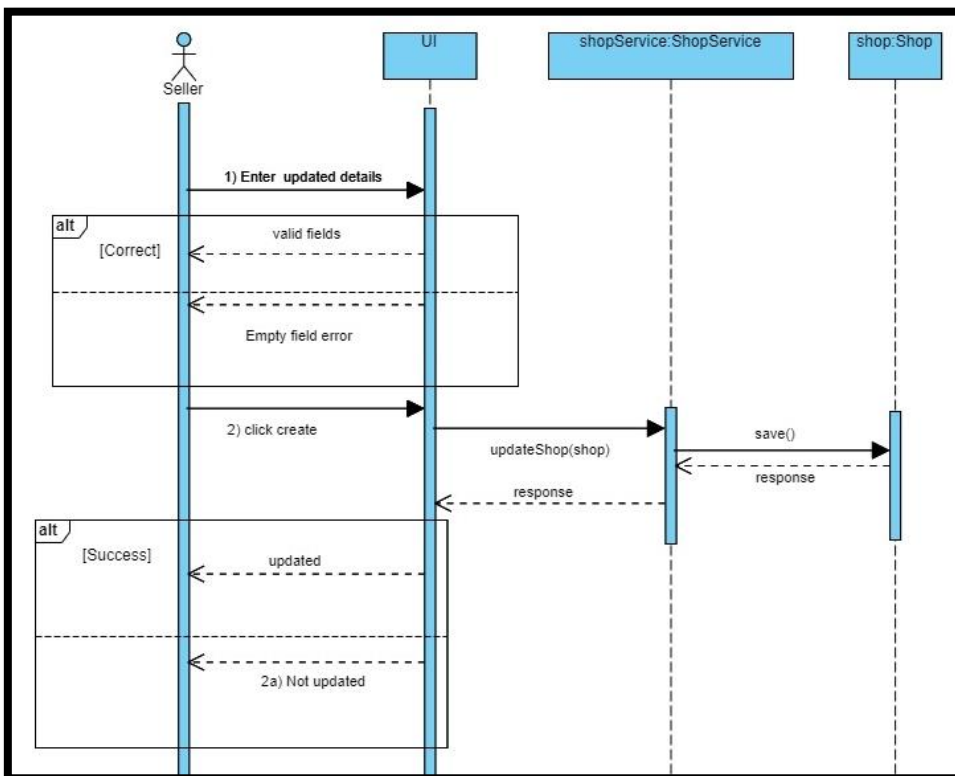 UI
shopService:ShopService
shop:Shop
Seller
1) Enter updated details
alt
[Correct]
valid fields
Empty field error
2) click create
updateShop(shop)
save()
response
response
alt
[Success]
updated
2a) Not updated